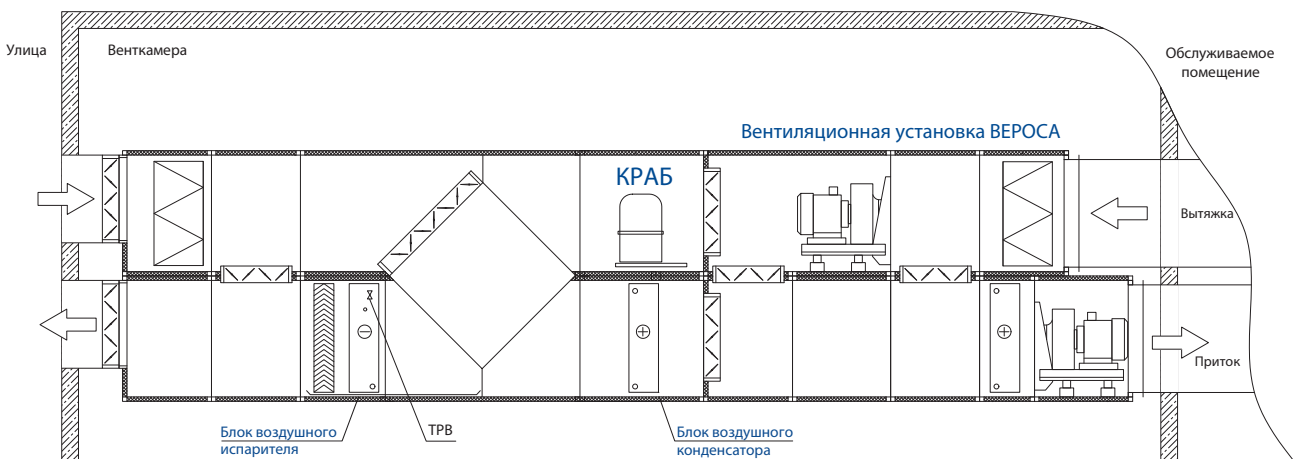 Улица
Венткамера
Обслуживаемое
помещение
Вентиляционная установка ВЕРОСА
КРАБ
Вытяжка
Приток
Блок воздушного
испарителя
ТРВ
Блок воздушного
конденсатора